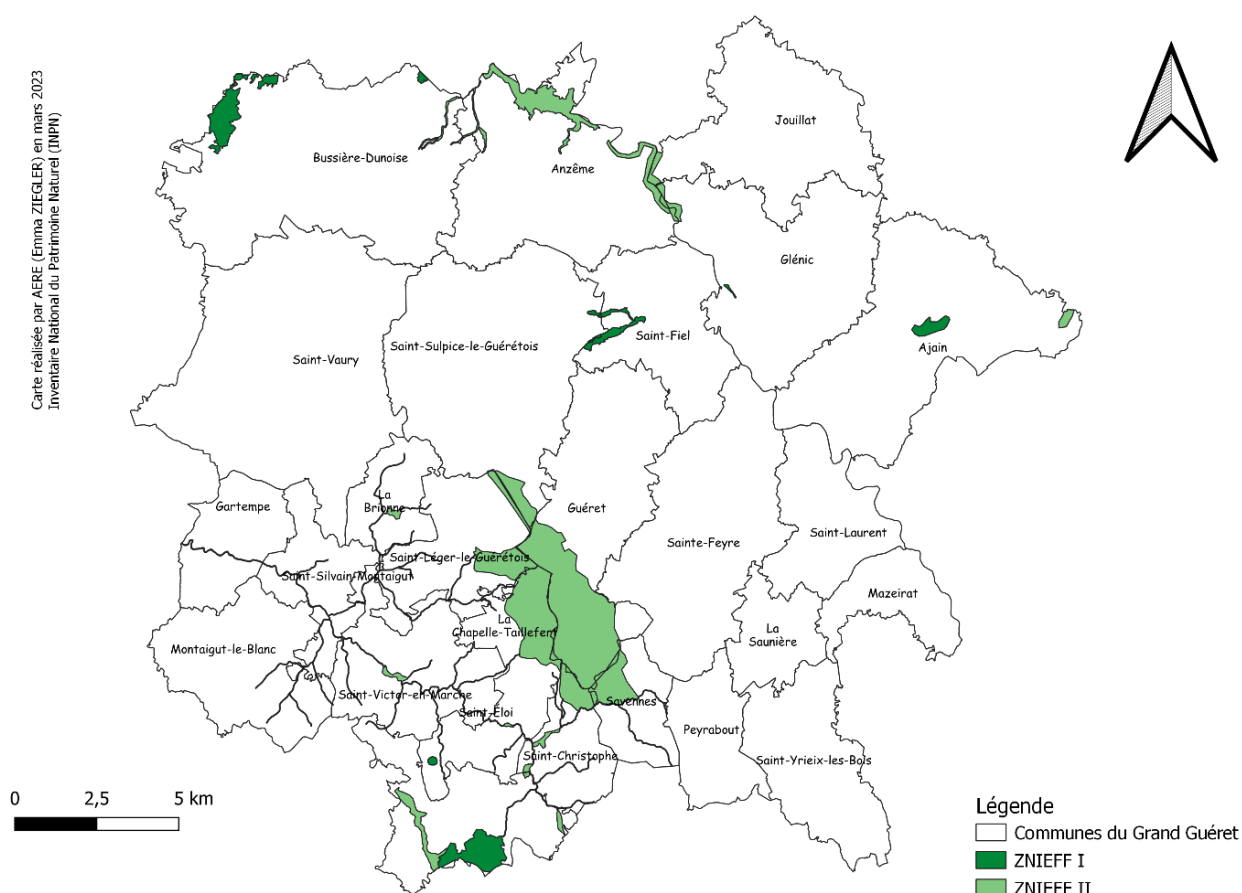 Carte réalisée par AERE (Emma ZIEGLER) en mars 2023
Inventaire National du Patrimoine Naturel (INPN)
Jouillat
Bussière-Dunoise
Anzême
Glénic
Saint-Vaury
Saint-Sulpice-le-Guérétois
Saint-Fiel
Ajain
Gartempe
La
Brionne
Guéret
Saint-Laurent
Sainte-Feyre
Saint-Léger-le-Guérétois
Saint-Silvain-Montaigut
Mazeirat
La
Chapelle-Taillefert
La
Saunière
Montaigut-le-Blanc
Saint-Victor-en-Marche
Savennes
Saint-Éloi
Peyrabout
Saint-Christophe
Saint-Yrieix-les-Bois
0 2,5 5 km
Légende
Communes du Grand Guéret
ZNIEFF I
ZNIEFF II